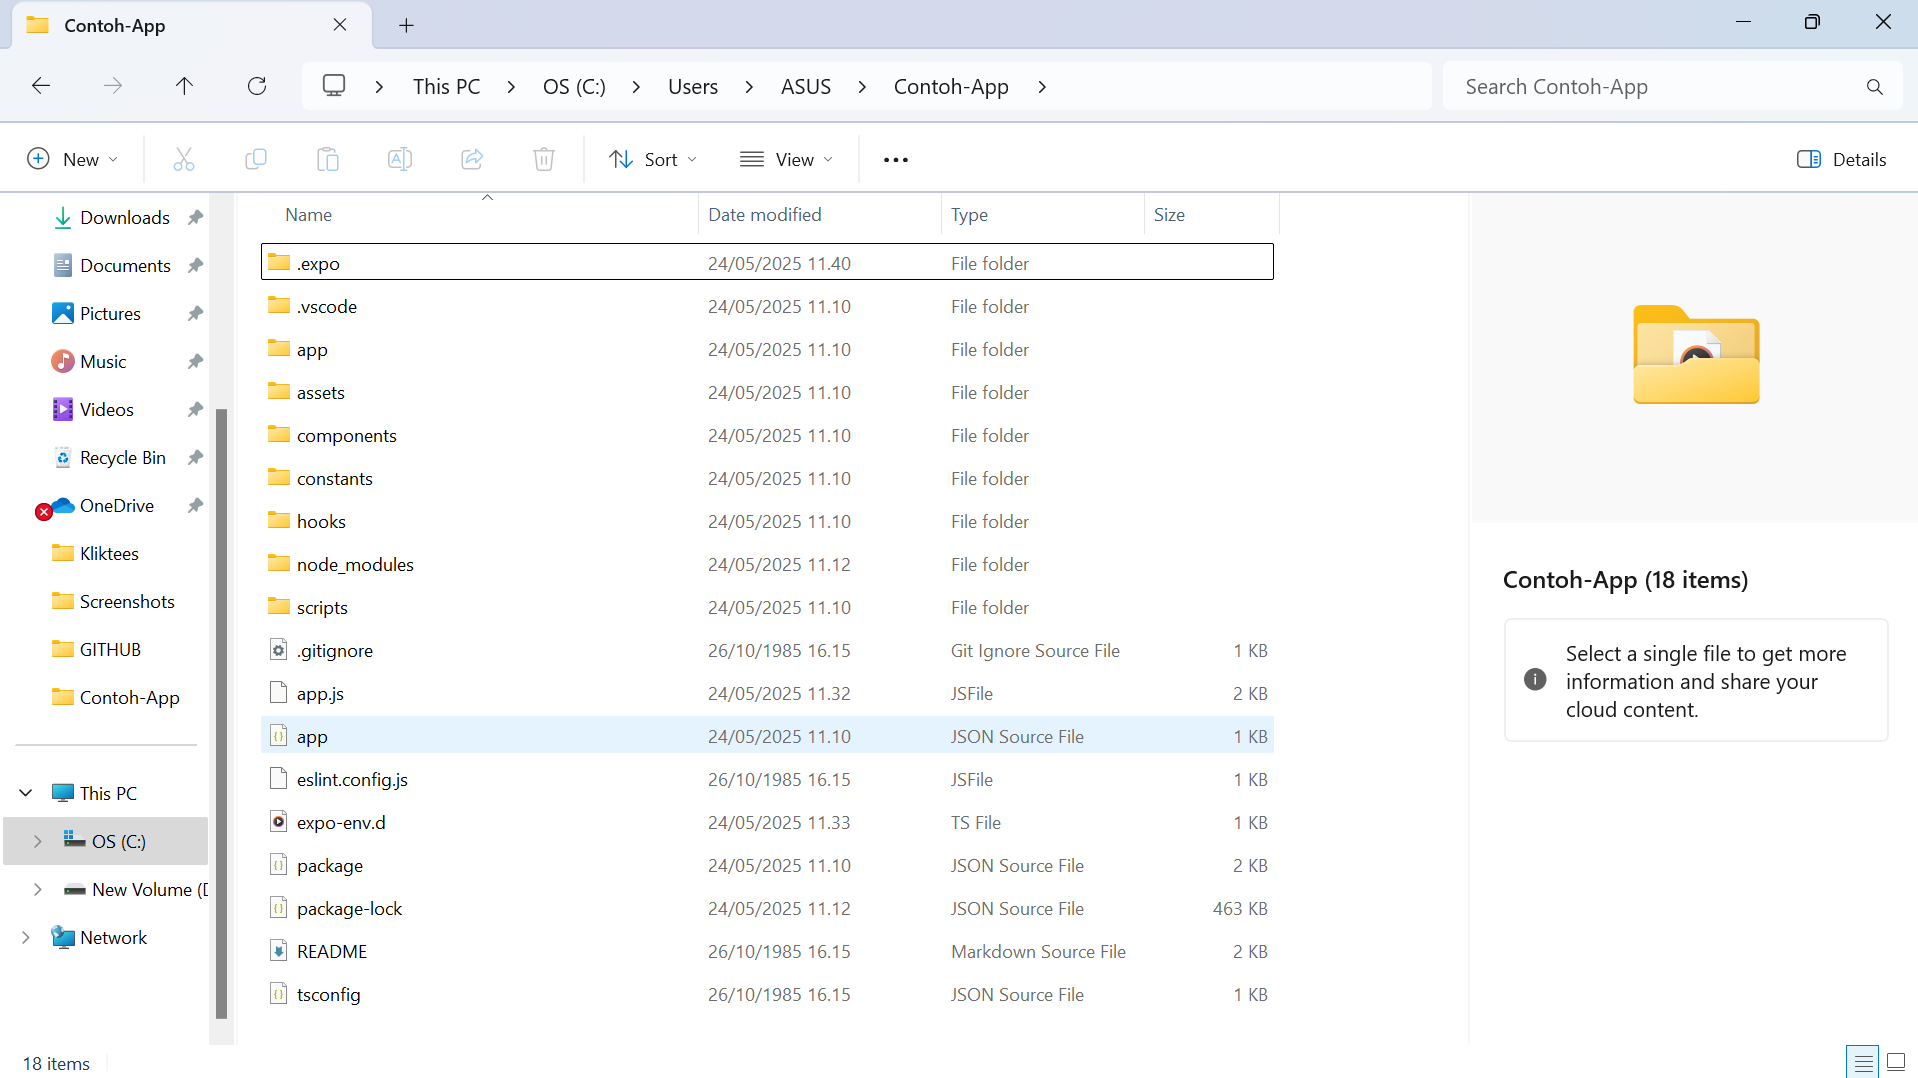 Contoh-App
This PC
OS (C:)
Users
ASUS
Contoh-App
Search Contoh-App
New
Sort
View
Details
Downloads
Documents
Pictures
Music
Videos
Recycle Bin
OneDrive
Kliktees
Screenshots
GITHUB
Contoh-App
This PC
OS (C:)
New Volume (D
Network
Name Date modified Type Size
.expo 24/05/2025 11.40 File folder
.vscode 24/05/2025 11.10 File folder
app 24/05/2025 11.10 File folder
assets 24/05/2025 11.10 File folder
components 24/05/2025 11.10 File folder
constants 24/05/2025 11.10 File folder
hooks 24/05/2025 11.10 File folder
node_modules 24/05/2025 11.12 File folder
scripts 24/05/2025 11.10 File folder
.gitignore 26/10/1985 16.15 Git Ignore Source File 1 KB
app.js 24/05/2025 11.32 JSFile 2 KB
app 24/05/2025 11.10 JSON Source File 1 KB
eslint.config.js 26/10/1985 16.15 JSFile 1 KB
expo-env.d 24/05/2025 11.33 TS File 1 KB
package 24/05/2025 11.10 JSON Source File 2 KB
package-lock 24/05/2025 11.12 JSON Source File 463 KB
README 26/10/1985 16.15 Markdown Source File 2 KB
tsconfig 26/10/1985 16.15 JSON Source File 1 KB
Contoh-App (18 items)
Select a single file to get more
information and share your
cloud content.
18 items